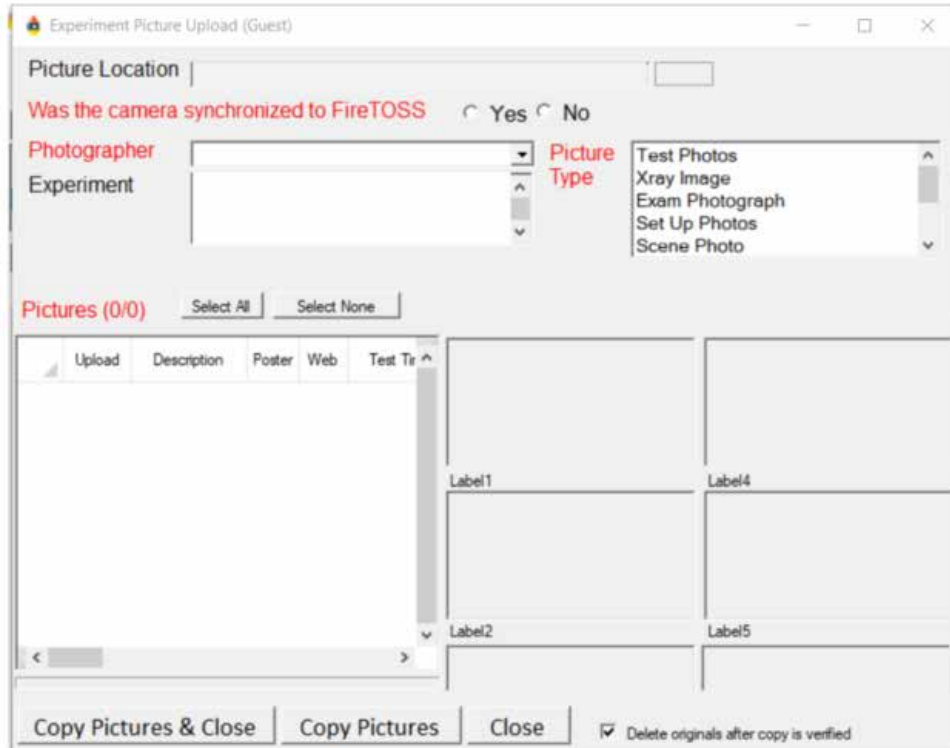 Experiment Picture Upload (Guest)
Picture Location
Was the camera synchronized to FireTOSS Yes No
Photographer
Picture Type
Test Photos
Xray Image
Exam Photograph
Set Up Photos
Scene Photo
Experiment
Pictures (0/0) Select All Select None
Upload Description Poster Web Test Tir
Label1 Label4
Label2 Label5
Copy Pictures & Close Copy Pictures Close Delete originals after copy is verified